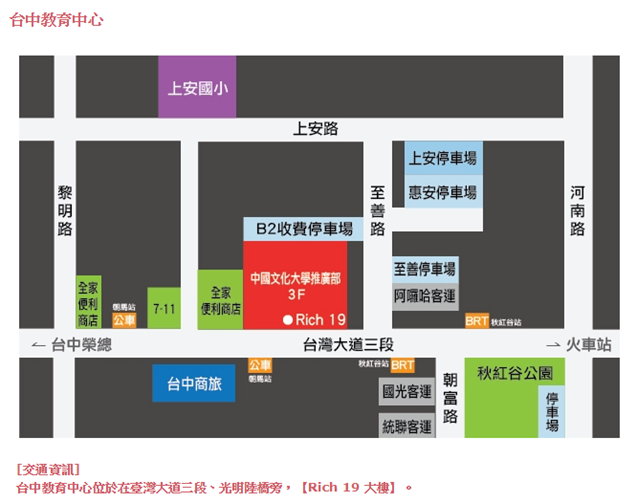 台中教育中心
上安國小
上安路
上安停車場
惠安停車場
黎明路
至善路
河南路
B2收費停車場
中國文化大學推廣部
3F
Rich 19
至善停車場
阿囉哈客運
全家
便利
商店
朝馬站
公車
7-11
全家
便利商店
BRT 秋紅谷站
← 台中榮總
台灣大道三段
→ 火車站
台中商旅
公車
朝馬站
秋紅谷站 BRT
國光客運
統聯客運
朝富路
秋紅谷公園
停車場
[交通資訊]
台中教育中心位於在臺灣大道三段、光明陸橋旁，【Rich 19 大樓】。